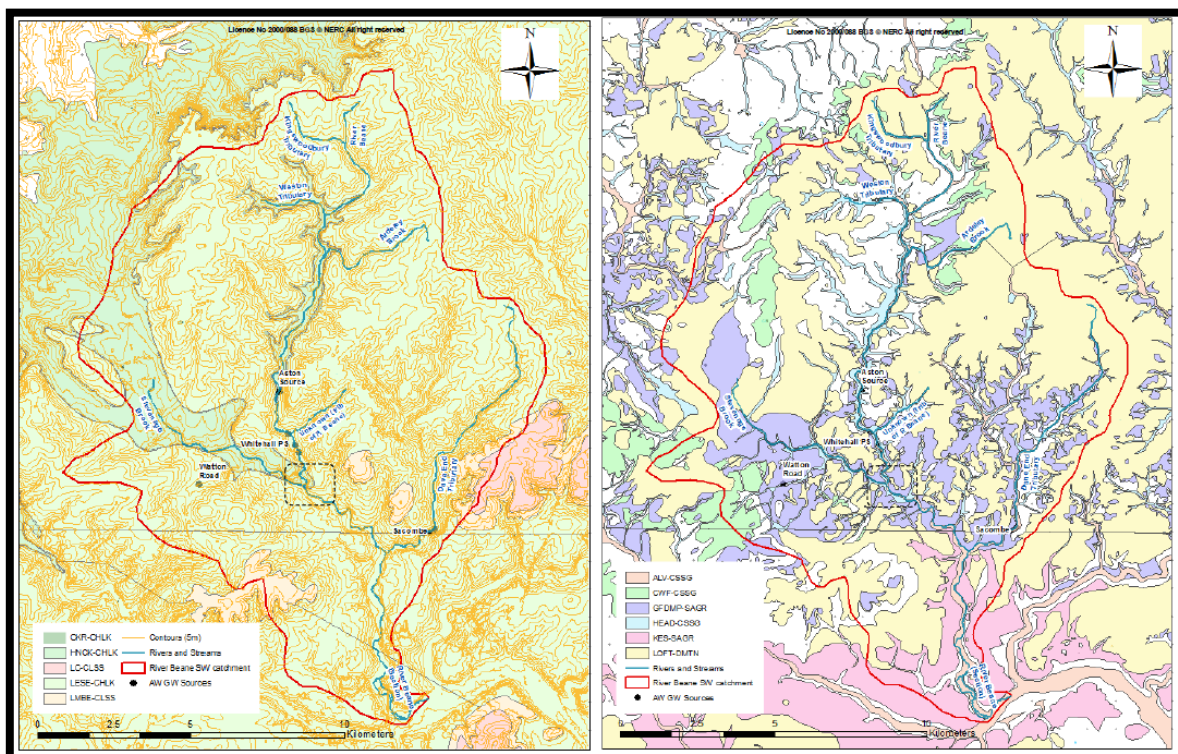 Licence No 2000/088 BGS © NERC All right reserved
N
Kingswoodbury
Tributary
River
Beane
Weston
Tributary
Ardeley
Brook
Aston
Source
Stevenage
Brook
Whitehall PS
Watton
Road
Dane End
Tributary
Sacombe
River Beane
CKR-CHLK
HNCK-CHLK
LC-CLSS
LESE-CHLK
LMBE-CLSS
Contours (5m)
Rivers and Streams
River Beane SW catchment
AW GW Sources
0 2.5 5 10
Kilometers
Licence No 2000/088 BGS © NERC All right reserved
N
Kingswoodbury
Tributary
River
Beane
Weston
Tributary
Ardeley
Brook
Aston
Source
Stevenage
Brook
Whitehall PS
Watton
Road
Dane End
Tributary
Sacombe
River Beane
ALV-CSSG
CWF-CSSG
GFDMP-SAGR
HEAD-CSSG
KES-SAGR
LOFT-DMTN
Rivers and Streams
River Beane SW catchment
AW GW Sources
0 2.5 5 10
Kilometers